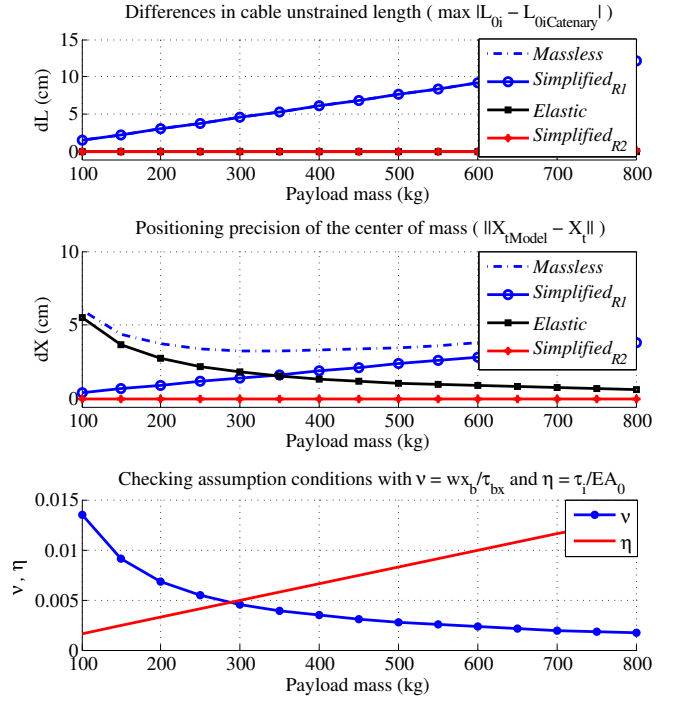 Differences in cable unstrained length ( max |L0i − L0iCatenary| )
15
10
5
0
dL (cm)
100 200 300 400 500 600 700 800
Payload mass (kg)
Massless
SimplifiedR1
Elastic
SimplifiedR2
Positioning precision of the center of mass ( ||XtModel − Xt|| )
10
5
0
dX (cm)
100 200 300 400 500 600 700 800
Payload mass (kg)
Massless
SimplifiedR1
Elastic
SimplifiedR2
Checking assumption conditions with ν = wxb/τbx and η = τi/EA0
0.015
0.01
0.005
0
ν , η
100 200 300 400 500 600 700 800
Payload mass (kg)
ν
η